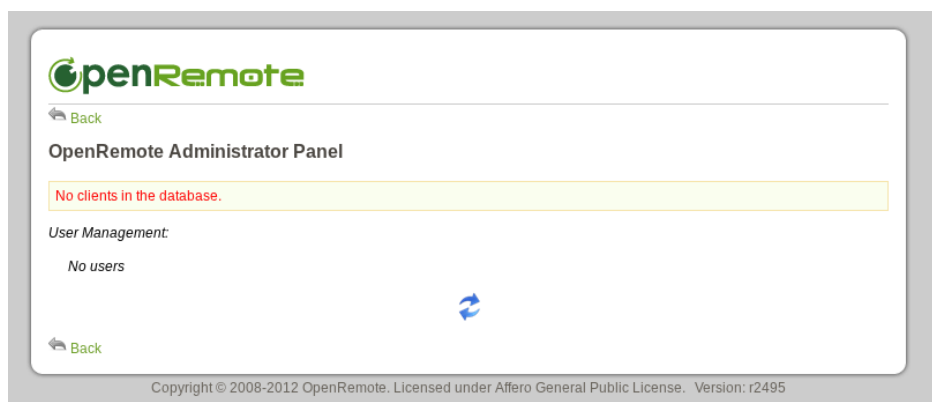 OpenRemote
Back
OpenRemote Administrator Panel
No clients in the database.
User Management:
No users
Back
Copyright © 2008-2012 OpenRemote. Licensed under Affero General Public License. Version: r2495